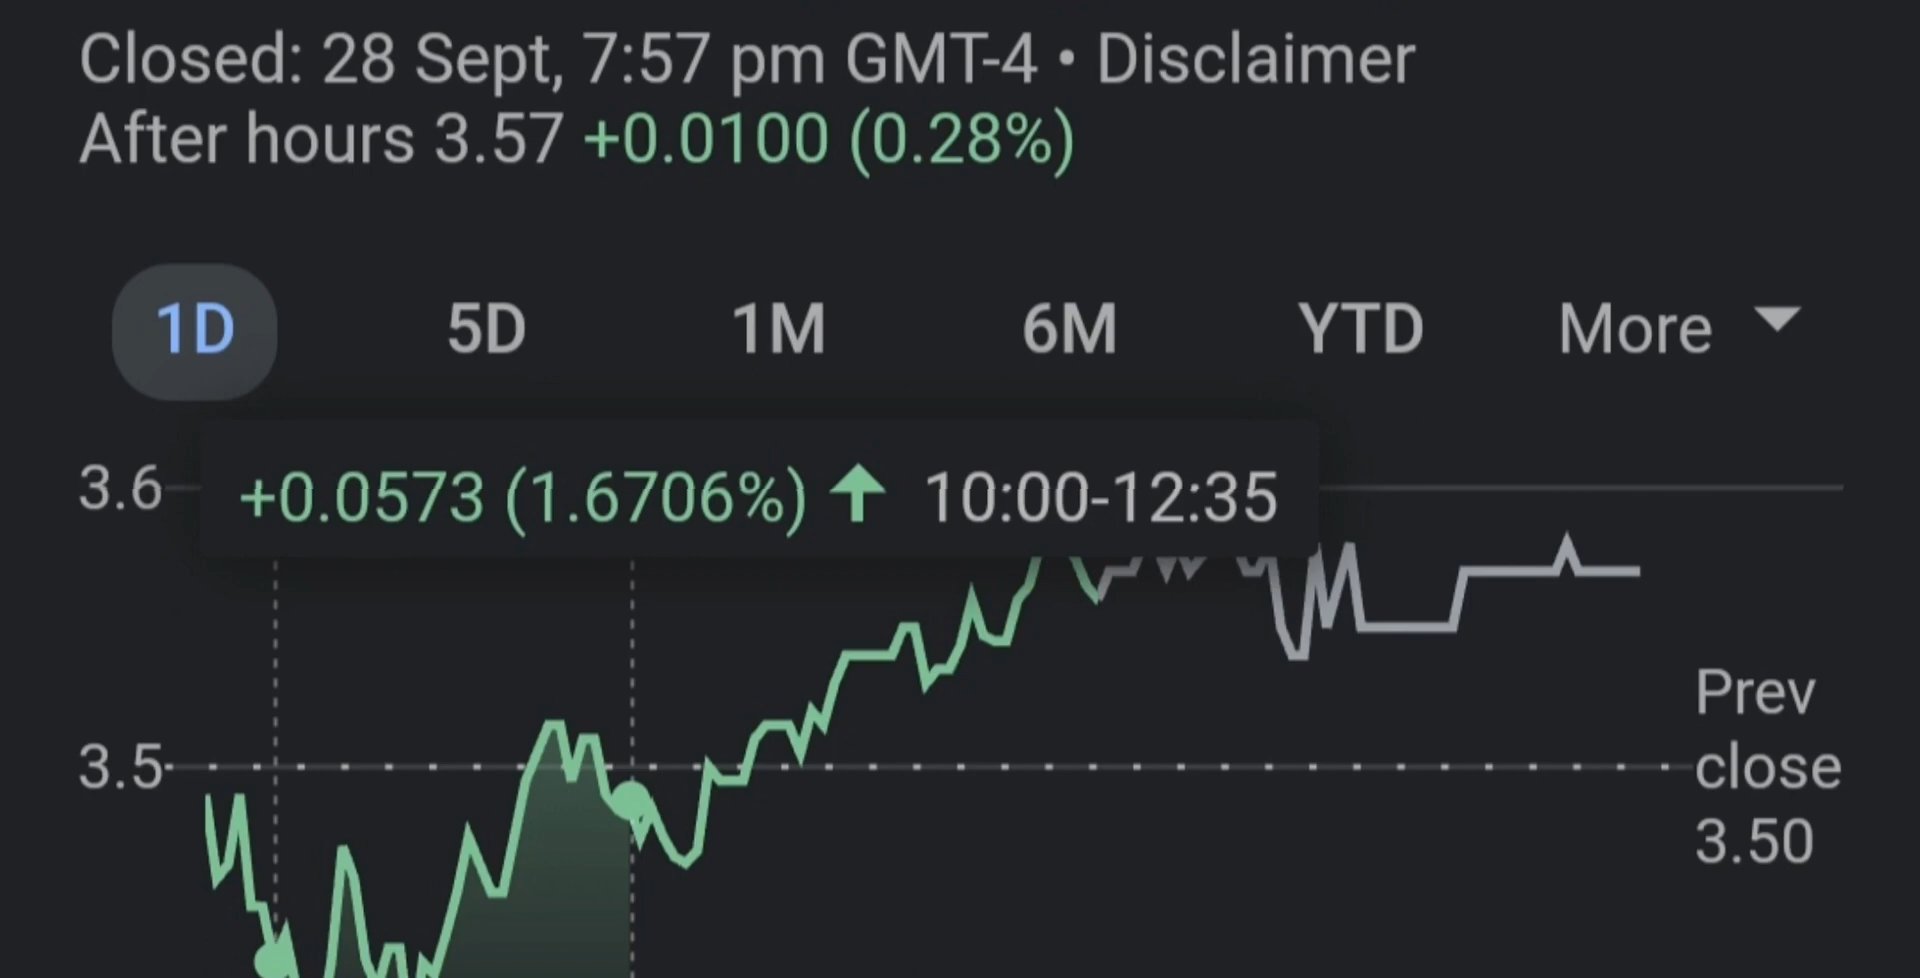 Closed: 28 Sept, 7:57 pm GMT-4 • Disclaimer
After hours 3.57 +0.0100 (0.28%)
1D 5D 1M 6M YTD More
3.6 +0.0573 (1.6706%) 10:00-12:35
3.5
Prev
close
3.50